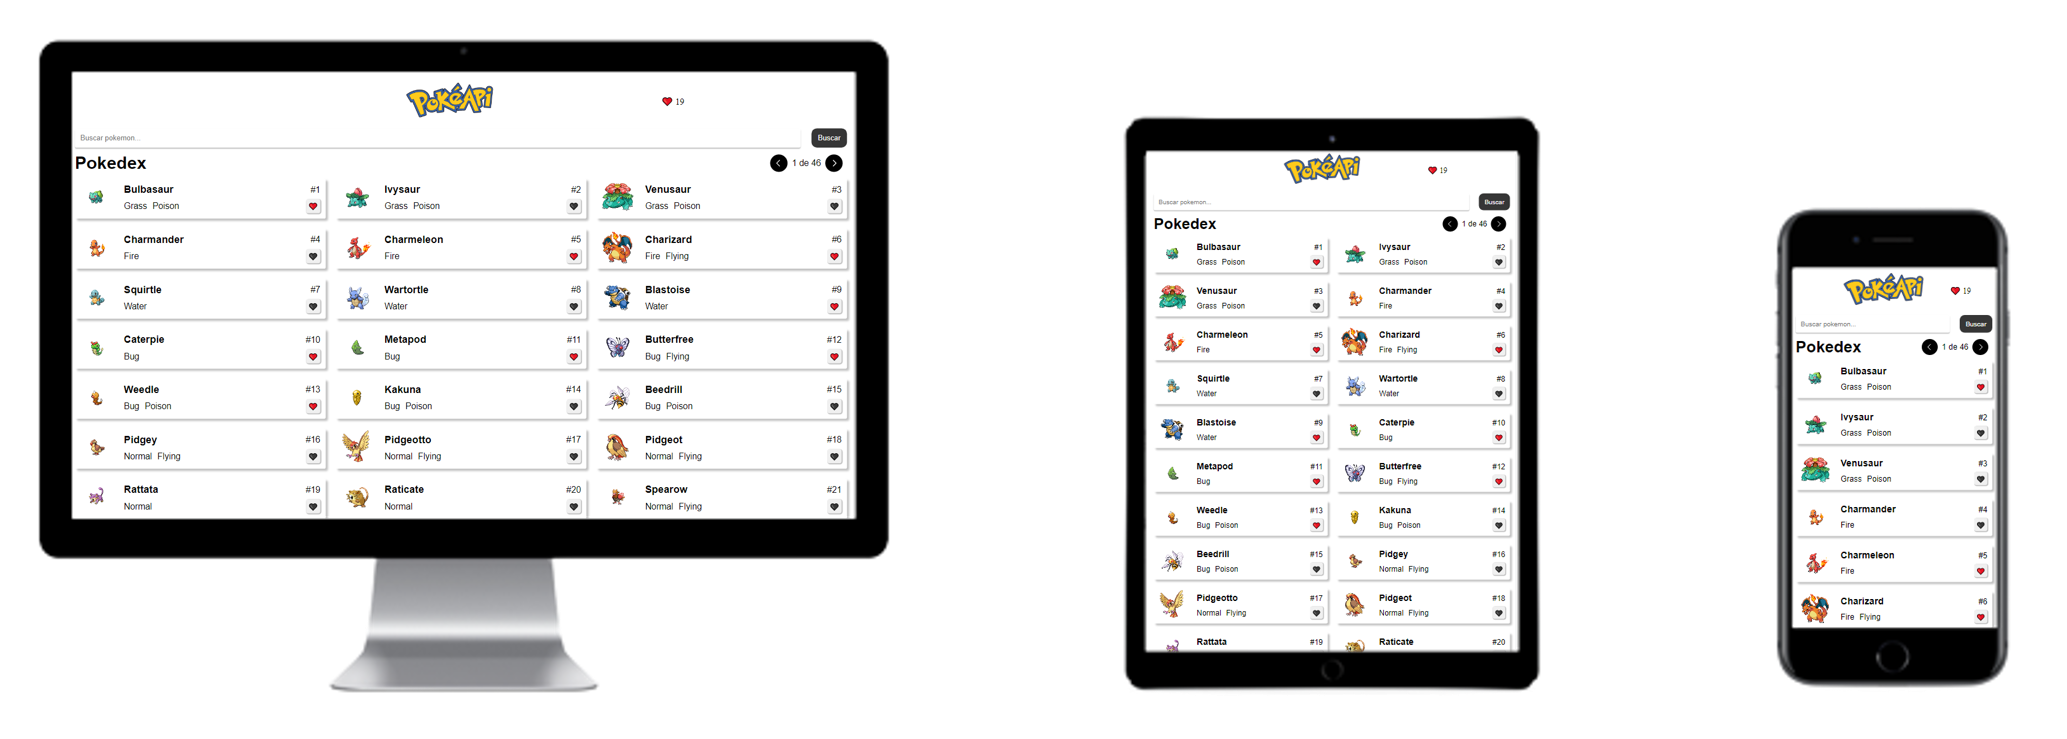 PokéApi
19
Buscar pokemon...
Buscar
Pokedex
1 de 46
Bulbasaur #1 Ivysaur #2 Venusaur #3
Grass Poison Grass Poison Grass Poison
Charmander #4 Charmeleon #5 Charizard #6
Fire Fire Fire Flying
Squirtle #7 Wartortle #8 Blastoise #9
Water Water Water
Caterpie #10 Metapod #11 Butterfree #12
Bug Bug Bug Flying
Weedle #13 Kakuna #14 Beedrill #15
Bug Poison Bug Poison Bug Poison
Pidgey #16 Pidgeotto #17 Pidgeot #18
Normal Flying Normal Flying Normal Flying
Rattata #19 Raticate #20 Spearow #21
Normal Normal Normal Flying
PokéApi
19
Buscar pokemon...
Buscar
Pokedex
1 de 46
Bulbasaur #1 Ivysaur #2
Grass Poison Grass Poison
Venusaur #3 Charmander #4
Grass Poison Fire
Charmeleon #5 Charizard #6
Fire Fire Flying
Squirtle #7 Wartortle #8
Water Water
Blastoise #9 Caterpie #10
Water Bug
Metapod #11 Butterfree #12
Bug Bug Flying
Weedle #13 Kakuna #14
Bug Poison Bug Poison
Beedrill #15 Pidgey #16
Bug Poison Normal Flying
Pidgeotto #17 Pidgeot #18
Normal Flying Normal Flying
Rattata #19 Raticate #20
PokéApi
19
Buscar pokemon...
Buscar
Pokedex
1 de 46
Bulbasaur #1
Grass Poison
Ivysaur #2
Grass Poison
Venusaur #3
Grass Poison
Charmander #4
Fire
Charmeleon #5
Fire
Charizard #6
Fire Flying